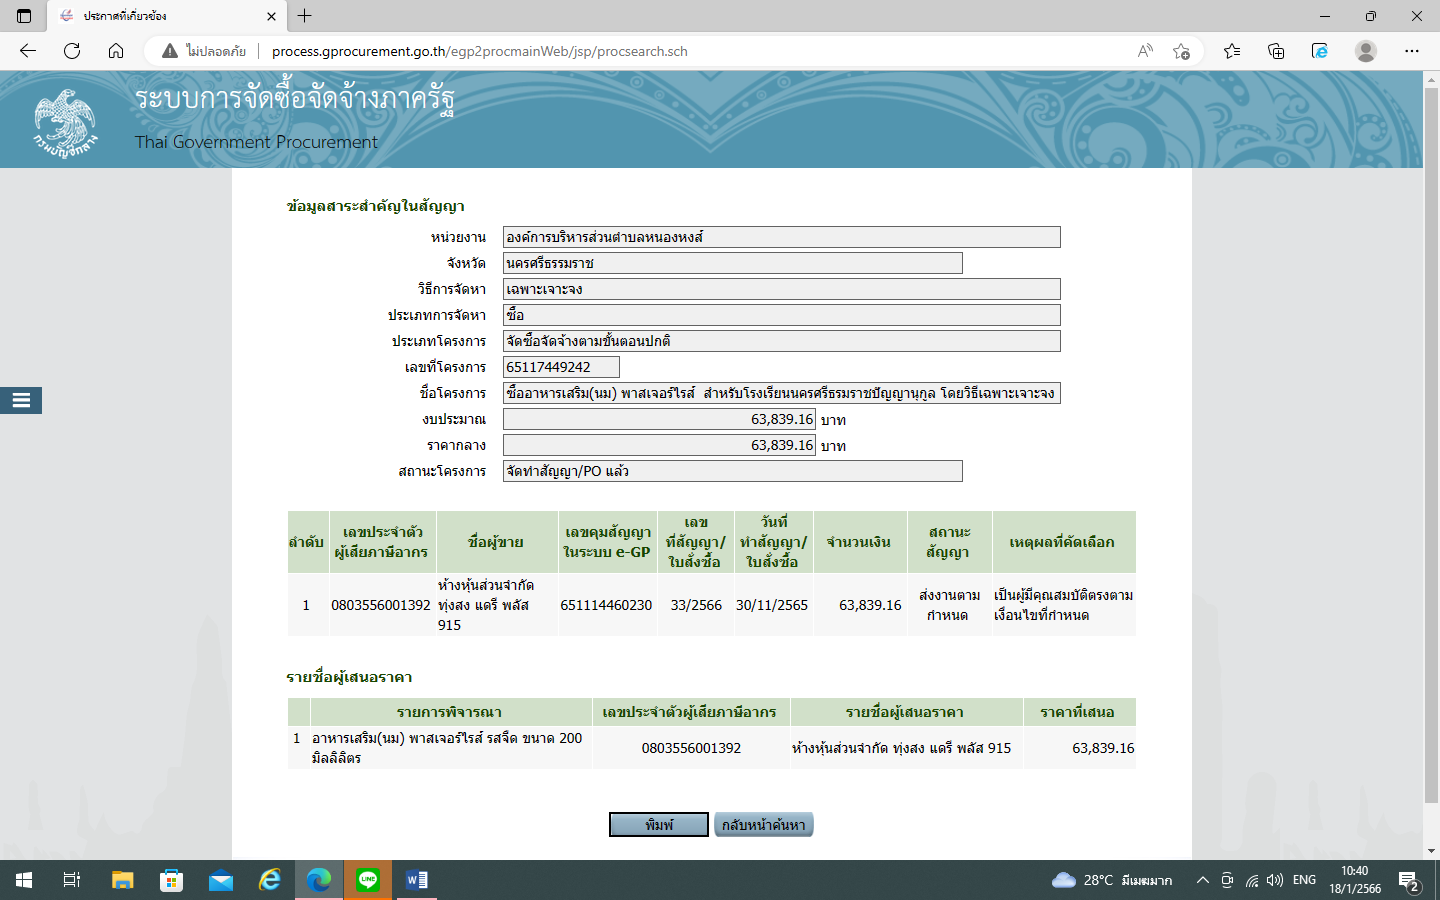 ประกาศที่เกี่ยวข้อง
ไม่ปลอดภัย
process.gprocurement.go.th/egp2procmainWeb/jsp/procsearch.sch
ระบบการจัดซื้อจัดจ้างภาครัฐ
Thai Government Procurement
กรมบัญชีกลาง
ข้อมูลสาระสำคัญในสัญญา
หน่วยงาน องค์การบริหารส่วนตำบลหนองหงส์
จังหวัด นครศรีธรรมราช
วิธีการจัดหา เฉพาะเจาะจง
ประเภทการจัดหา ซื้อ
ประเภทโครงการ จัดซื้อจัดจ้างตามขั้นตอนปกติ
เลขที่โครงการ 65117449242
ชื่อโครงการ ซื้ออาหารเสริม(นม) พาสเจอร์ไรส์ สำหรับโรงเรียนนครศรีธรมราชปัญญานุกูล โดยวิธีเฉพาะเจาะจง
งบประมาณ 63,839.16 บาท
ราคากลาง 63,839.16 บาท
สถานะโครงการ จัดทำสัญญา/PO แล้ว
ลำดับ เลขประจำตัวผู้เสียภาษีอากร ชื่อผู้ขาย เลขคุมสัญญาในระบบ e-GP เลขที่สัญญา/ใบสั่งซื้อ วันที่ทำสัญญา/ใบสั่งซื้อ จำนวนเงิน สถานะสัญญา เหตุผลที่คัดเลือก
1 0803556001392 ห้างหุ้นส่วนจำกัด ทุ่งสง แดรี่ พลัส 915 651114460230 33/2566 30/11/2565 63,839.16 ส่งงานตามกำหนด เป็นผู้มีคุณสมบัติตรงตามเงื่อนไขที่กำหนด
รายชื่อผู้เสนอราคา
รายการพิจารณา เลขประจำตัวผู้เสียภาษีอากร รายชื่อผู้เสนอราคา ราคาที่เสนอ
1 อาหารเสริม(นม) พาสเจอร์ไรส์ รสจืด ขนาด 200 มิลลิลิตร 0803556001392 ห้างหุ้นส่วนจำกัด ทุ่งสง แดรี่ พลัส 915 63,839.16
พิมพ์ กลับหน้าค้นหา
28°C มีเมฆมาก ENG 10:40
18/1/2566 2
LINE